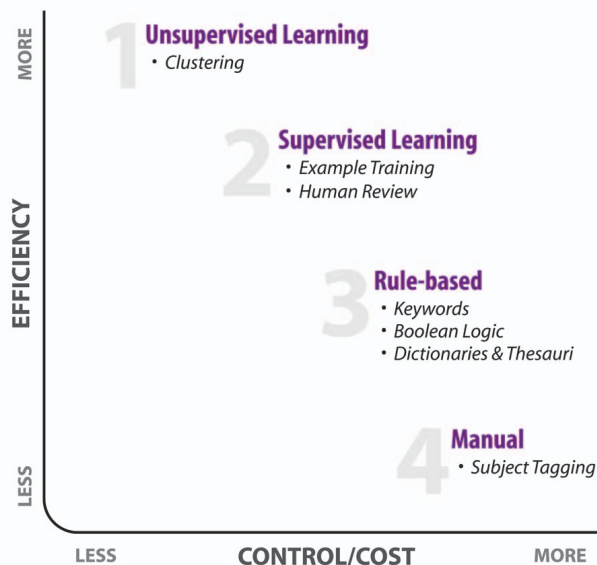 MORE
EFFICIENCY
LESS
1 Unsupervised Learning
• Clustering
2 Supervised Learning
• Example Training
• Human Review
3 Rule-based
• Keywords
• Boolean Logic
• Dictionaries & Thesauri
4 Manual
• Subject Tagging
LESS CONTROL/COST MORE